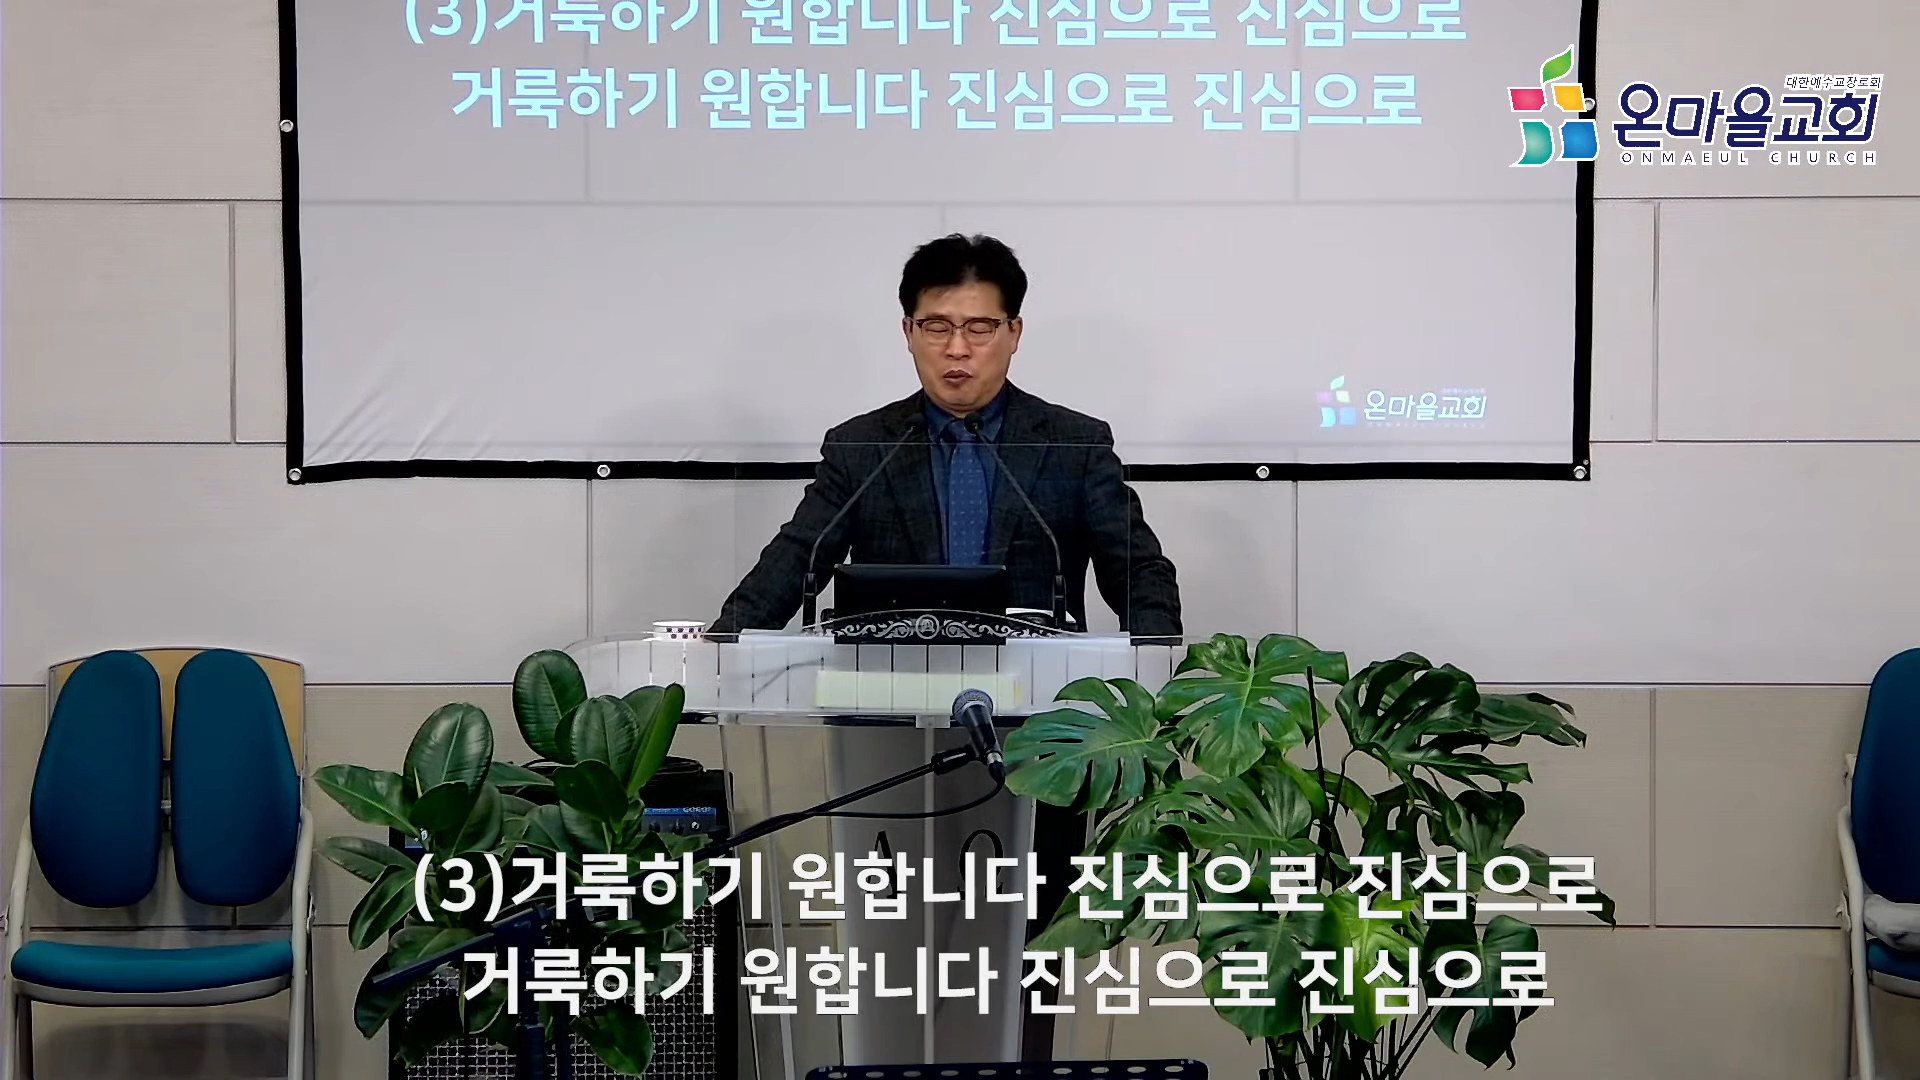 (3)거룩하기 원합니다 진심으로 진심으로
거룩하기 원합니다 진심으로 진심으로
대한예수교장로회
온마을교회
ONMAEUL CHURCH
온마을교회
(3)거룩하기 원합니다 진심으로 진심으로
거룩하기 원합니다 진심으로 진심으로